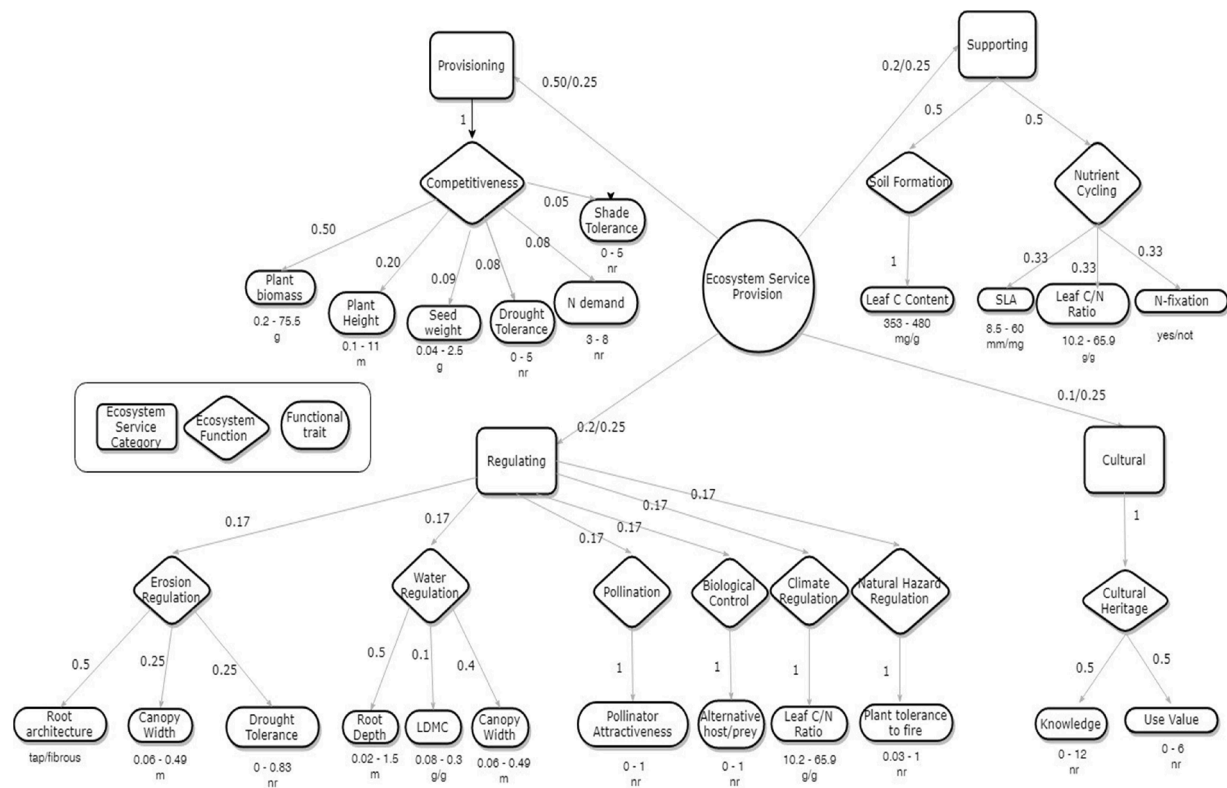 Provisioning
0.50/0.25
1
Competitiveness
0.50
0.20
0.09
0.08
0.08
0.05
Plant
biomass
0.2 - 75.5
g
Plant
Height
0.1 - 11
m
Seed
weight
0.04 - 2.5
g
Drought
Tolerance
0 - 5
nr
N demand
3 - 8
nr
Shade
Tolerance
0 - 5
nr
Ecosystem Service
Provision
Supporting
0.2/0.25
0.5
0.5
Soil Formation
Nutrient
Cycling
1
0.33
0.33
0.33
Leaf C Content
353 - 480
mg/g
SLA
8.5 - 60
mm/mg
Leaf C/N
Ratio
10.2 - 65.9
g/g
N-fixation
yes/not
Ecosystem
Service
Category
Ecosystem
Function
Functional
trait
0.2/0.25
Regulating
0.17
0.17
0.17
0.17
0.17
0.17
Erosion
Regulation
Water
Regulation
Pollination
Biological
Control
Climate
Regulation
Natural Hazard
Regulation
0.5
0.25
0.25
0.5
0.1
0.4
1
1
1
1
Root
architecture
tap/fibrous
Canopy
Width
0.06 - 0.49
m
Drought
Tolerance
0 - 0.83
nr
Root
Depth
0.02 - 1.5
m
LDMC
0.08 - 0.3
g/g
Canopy
Width
0.06 - 0.49
m
Pollinator
Attractiveness
0 - 1
nr
Alternative
host/prey
0 - 1
nr
Leaf C/N
Ratio
10.2 - 65.9
g/g
Plant tolerance
to fire
0.03 - 1
nr
0.1/0.25
Cultural
1
Cultural
Heritage
0.5
0.5
Knowledge
0 - 12
nr
Use Value
0 - 6
nr